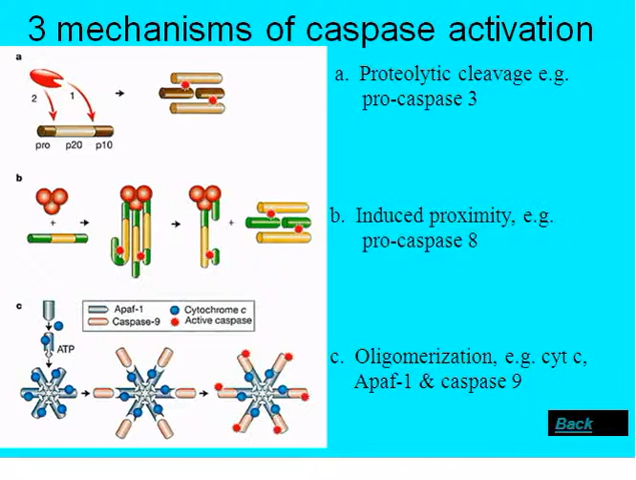 3 mechanisms of caspase activation
a
2
1
pro p20 p10
a. Proteolytic cleavage e.g.
pro-caspase 3
b
+
+
b. Induced proximity, e.g.
pro-caspase 8
c
Apaf-1
Cytochrome c
Caspase-9
Active caspase
ATP
c. Oligomerization, e.g. cyt c,
Apaf-1 & caspase 9
Back